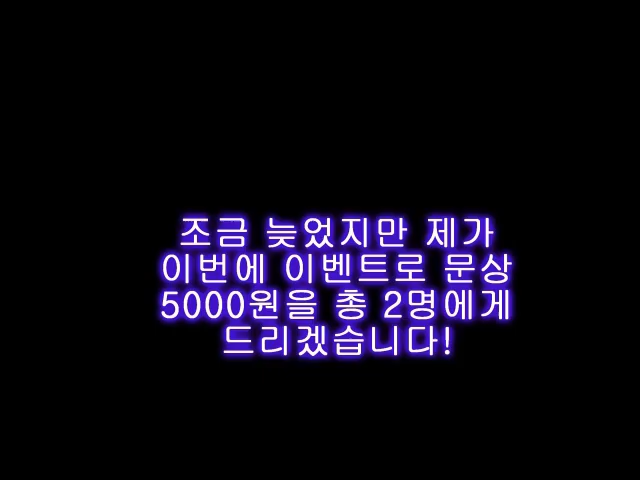 조금 늦었지만 제가
이번에 이벤트로 문상
5000원을 총 2명에게
드리겠습니다!